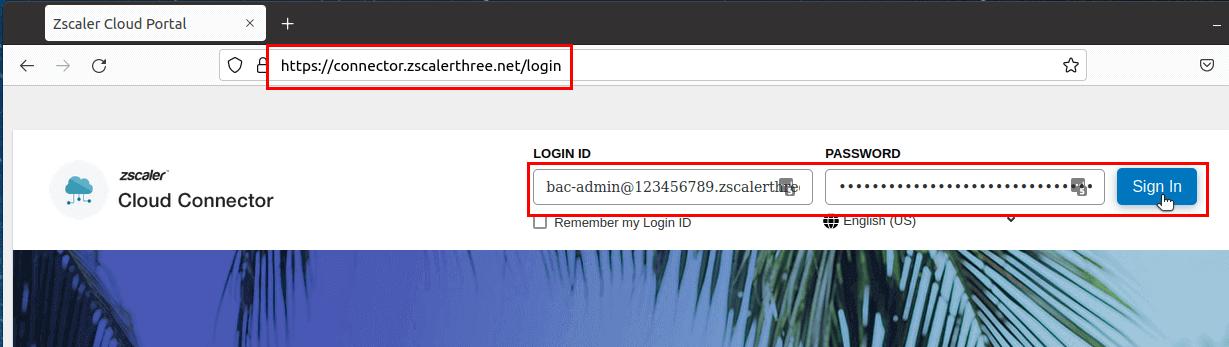 Zscaler Cloud Portal
https://connector.zscalerthree.net/login
LOGIN ID
PASSWORD
zscaler
Cloud Connector
bac-admin@123456789.zscalerthre
••••••••••••••••••••••••••••••••
Sign In
Remember my Login ID
English (US)